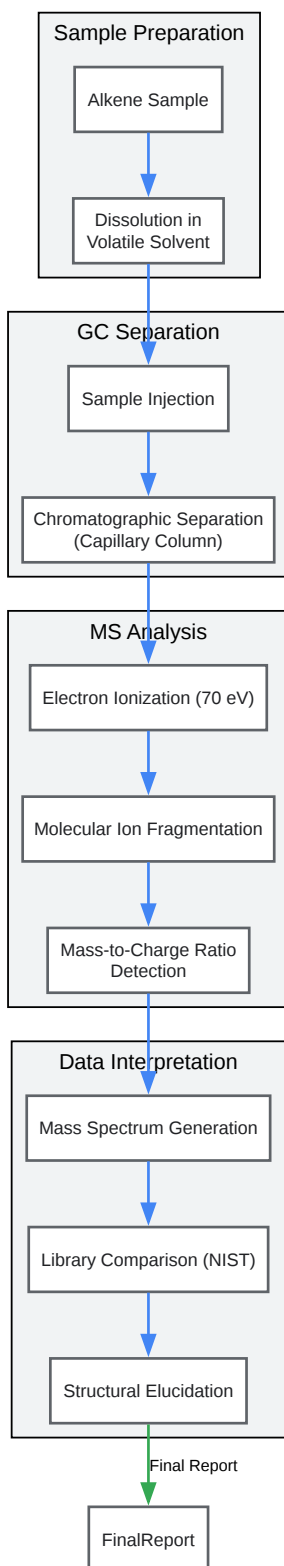 Sample Preparation
Alkene Sample
Dissolution in
Volatile Solvent
GC Separation
Sample Injection
Chromatographic Separation
(Capillary Column)
MS Analysis
Electron Ionization (70 eV)
Molecular Ion Fragmentation
Mass-to-Charge Ratio
Detection
Data Interpretation
Mass Spectrum Generation
Library Comparison (NIST)
Structural Elucidation
Final Report
FinalReport